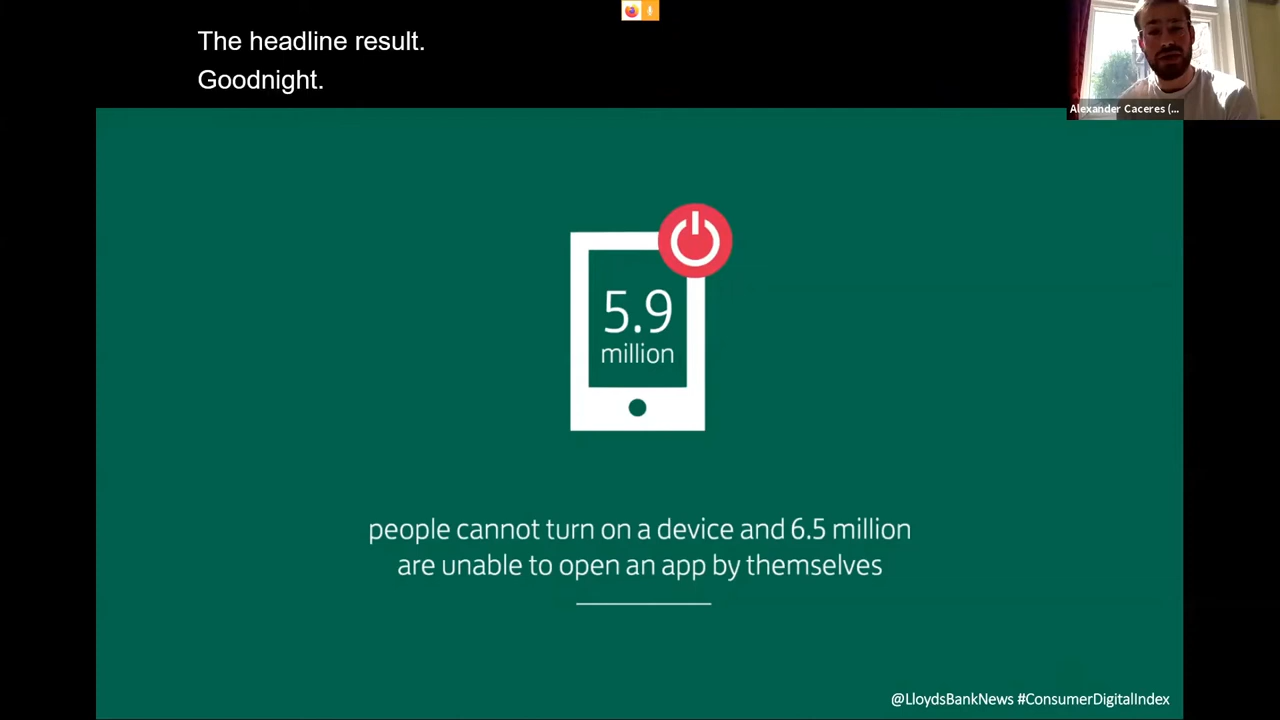 The headline result.
Goodnight.
Alexander Caceres (...
5.9
million
people cannot turn on a device and 6.5 million
are unable to open an app by themselves
@LloydsBankNews #ConsumerDigitalIndex